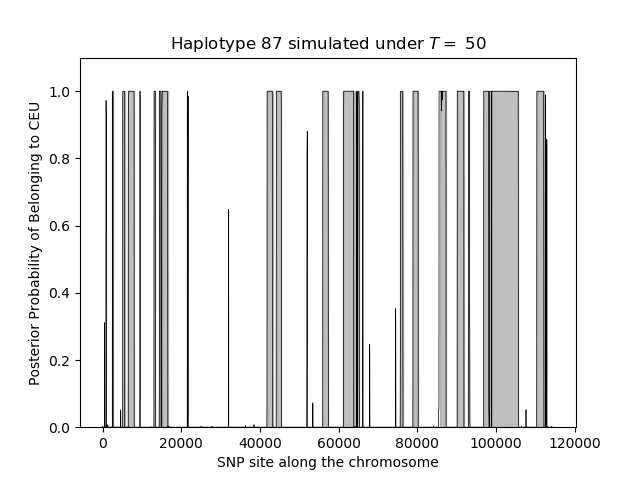 Haplotype 87 simulated under T = 50
Posterior Probability of Belonging to CEU
1.0
0.8
0.6
0.4
0.2
0.0
0 20000 40000 60000 80000 100000 120000
SNP site along the chromosome